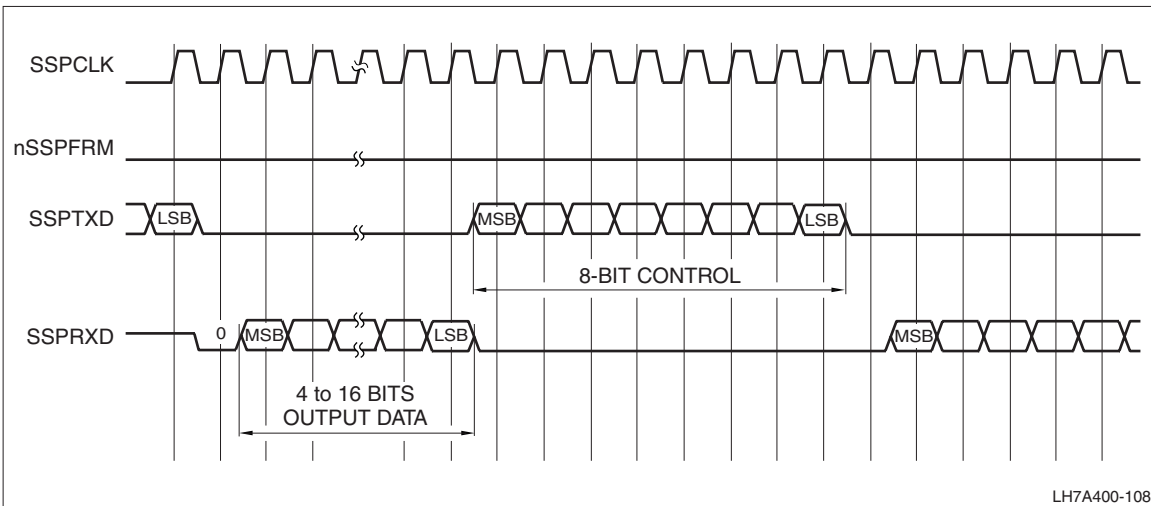 SSPCLK
nSSPFRM
SSPTXD
LSB
MSB
LSB
8-BIT CONTROL
SSPRXD
0
MSB
LSB
MSB
4 to 16 BITS
OUTPUT DATA
LH7A400-108